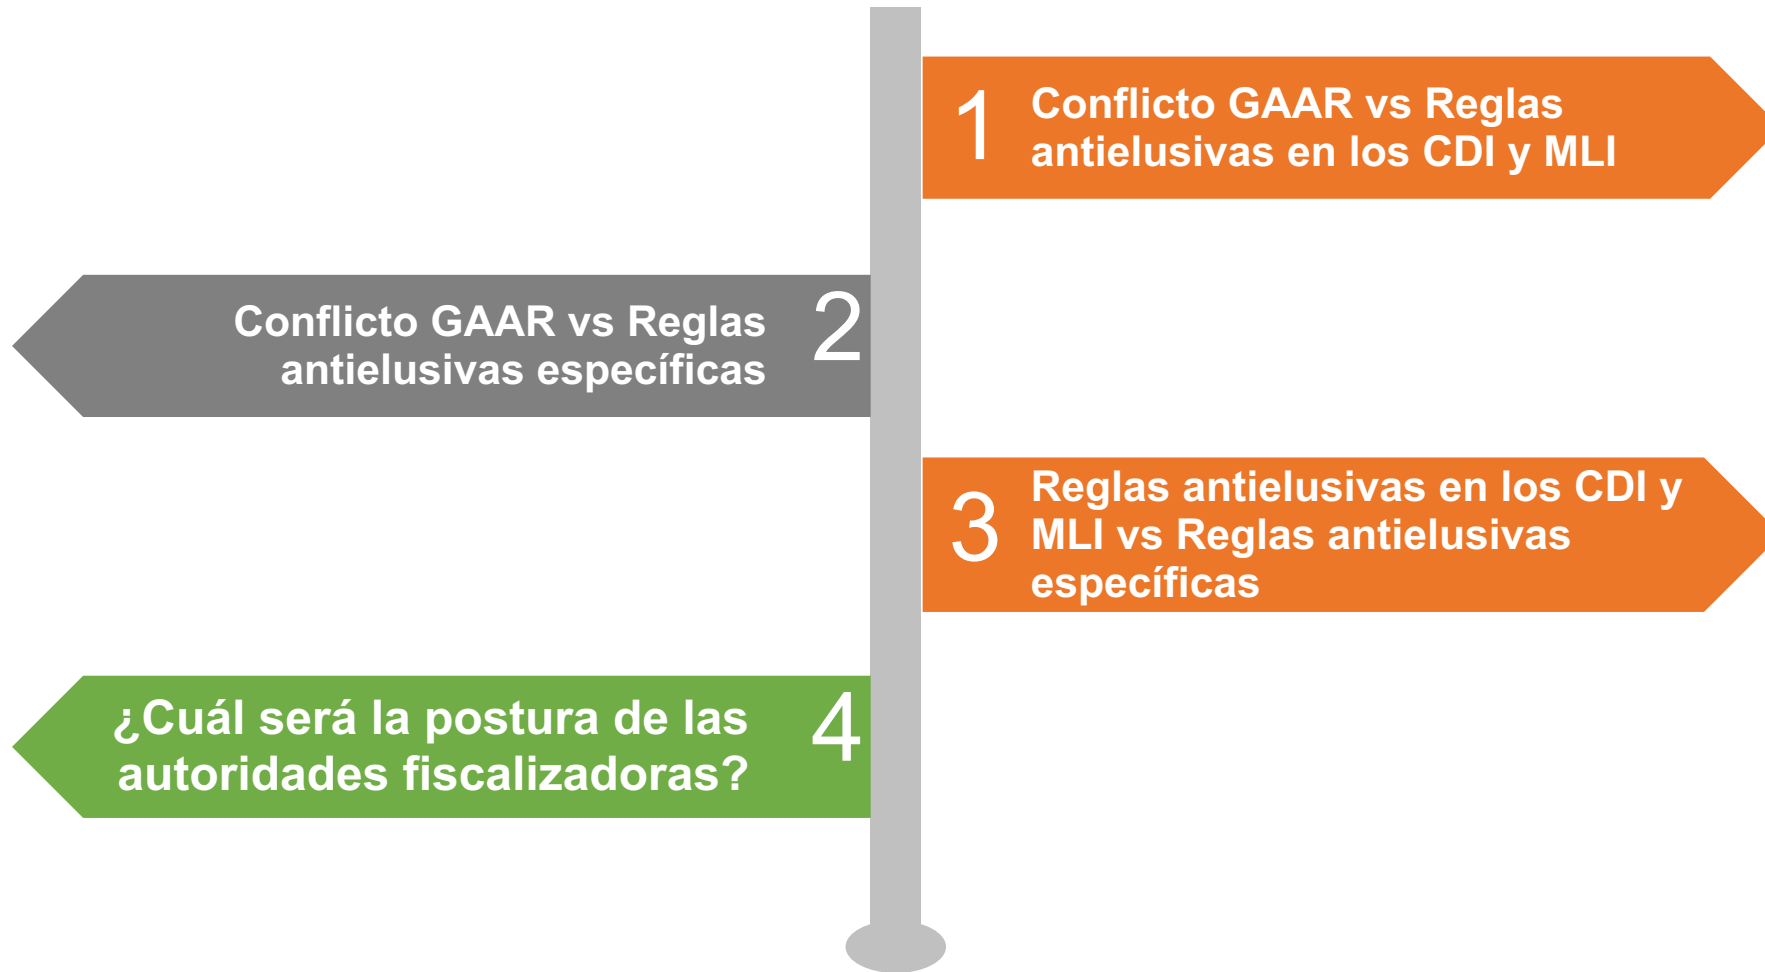 1
Conflicto GAAR vs Reglas
antielusivas en los CDI y MLI
2
Conflicto GAAR vs Reglas
antielusivas específicas
3
Reglas antielusivas en los CDI y
MLI vs Reglas antielusivas
específicas
4
¿Cuál será la postura de las
autoridades fiscalizadoras?